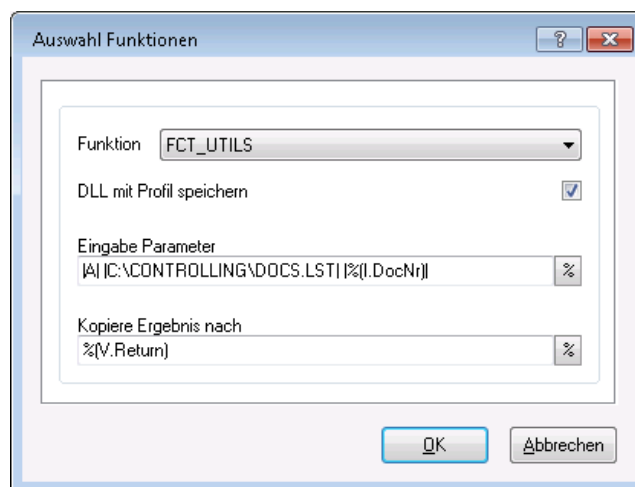 Auswahl Funktionen
Funktion FCT_UTILS
DLL mit Profil speichern
Eingabe Parameter
|A| |C:\CONTROLLING\DOCS.LST| |%(I.DocNr)| %
Kopiere Ergebnis nach
%(V.Return) %
OK Abbrechen